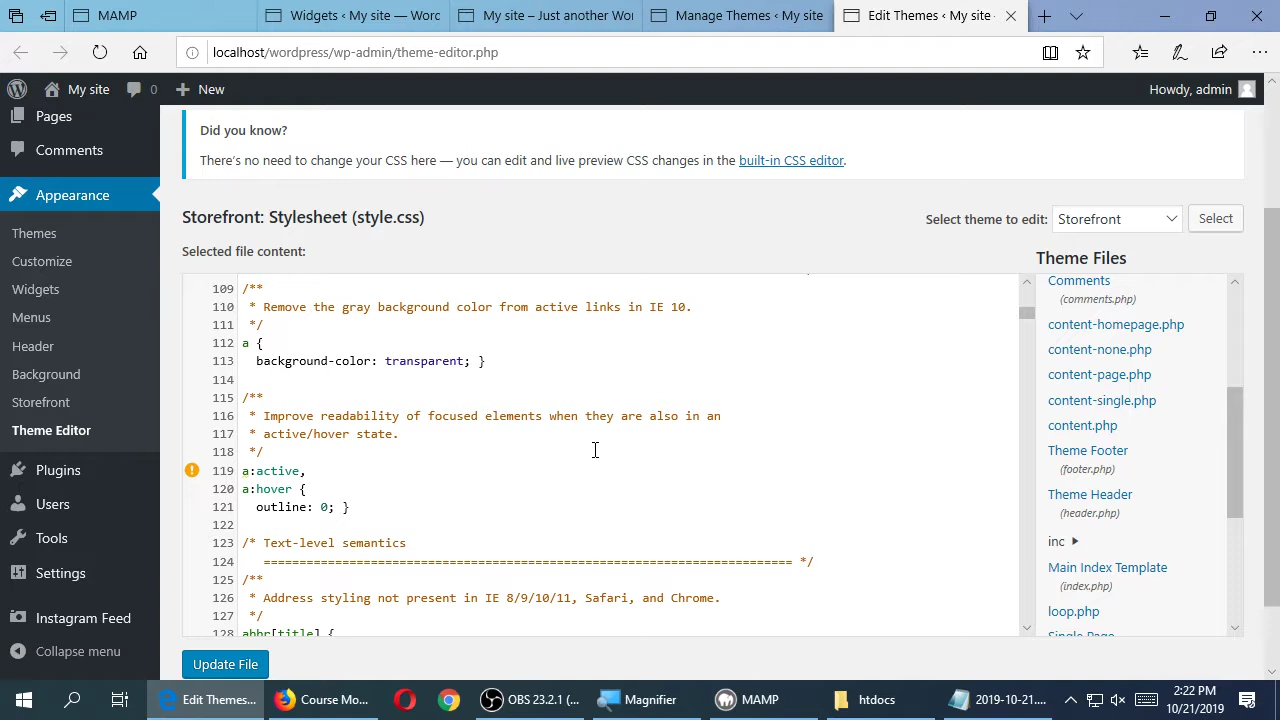 MAMP
Widgets ‹ My site — Worc
My site – Just another Wor
Manage Themes ‹ My site
Edit Themes ‹ My site
localhost/wordpress/wp-admin/theme-editor.php
My site
0
New
Howdy, admin
Pages
Comments
Appearance
Themes
Customize
Widgets
Menus
Header
Background
Storefront
Theme Editor
Plugins
Users
Tools
Settings
Instagram Feed
Collapse menu
Did you know?
There's no need to change your CSS here — you can edit and live preview CSS changes in the built-in CSS editor.
Storefront: Stylesheet (style.css)
Select theme to edit: Storefront Select
Selected file content:
109 /**
110 * Remove the gray background color from active links in IE 10.
111 */
112 a {
113 background-color: transparent; }
114
115 /**
116 * Improve readability of focused elements when they are also in an
117 * active/hover state.
118 */
119 a:active,
120 a:hover {
121 outline: 0; }
122
123 /* Text-level semantics
124 ========================================================================== */
125 /**
126 * Address styling not present in IE 8/9/10/11, Safari, and Chrome.
127 */
128 abbr[title] {
Theme Files
Comments
(comments.php)
content-homepage.php
content-none.php
content-page.php
content-single.php
content.php
Theme Footer
(footer.php)
Theme Header
(header.php)
inc
Main Index Template
(index.php)
loop.php
Single Page
Update File
Edit Themes...
Course Mo...
OBS 23.2.1 (...
Magnifier
MAMP
htdocs
2019-10-21....
2:22 PM
10/21/2019